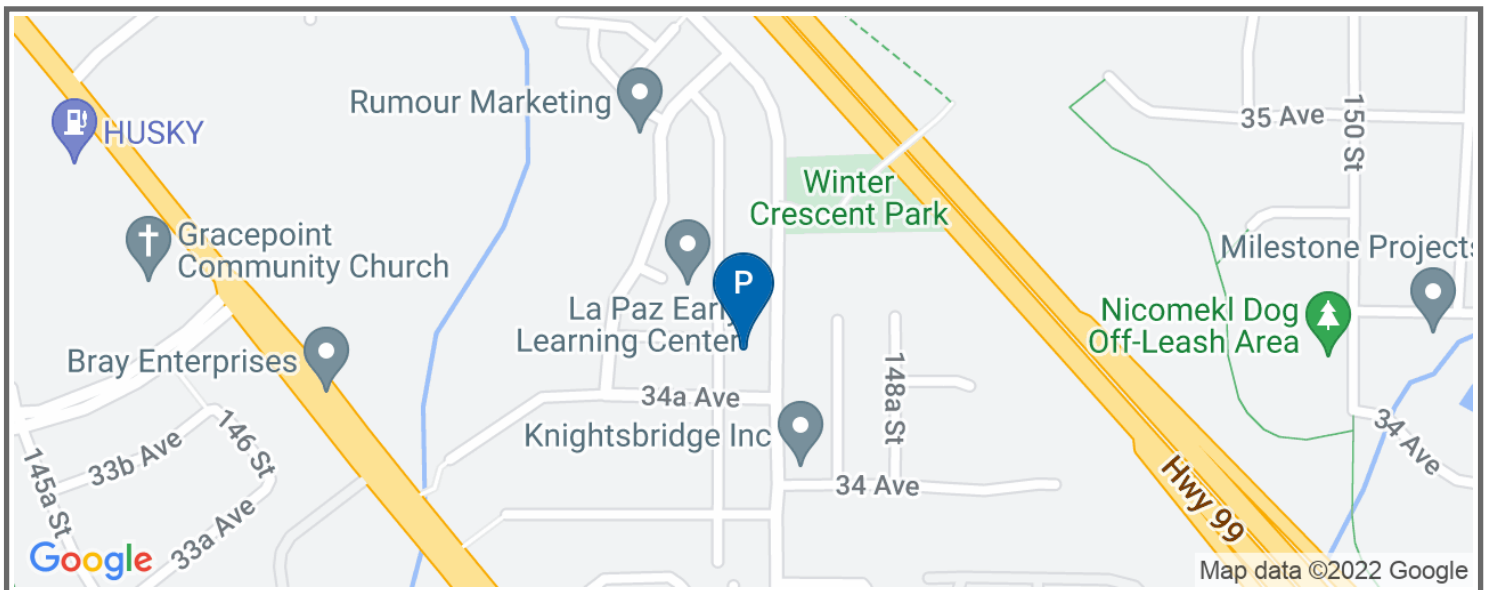 Rumour Marketing
HUSKY
35 Ave
150 St
Winter
Crescent Park
Gracepoint
Community Church
Milestone Projects
La Paz Early
Learning Center
P
Nicomekl Dog
Off-Leash Area
Bray Enterprises
34a Ave
148a St
Knightsbridge Inc
146 St
33b Ave
145a St
34 Ave
34 Ave
Hwy 99
33a Ave
Google
Map data ©2022 Google